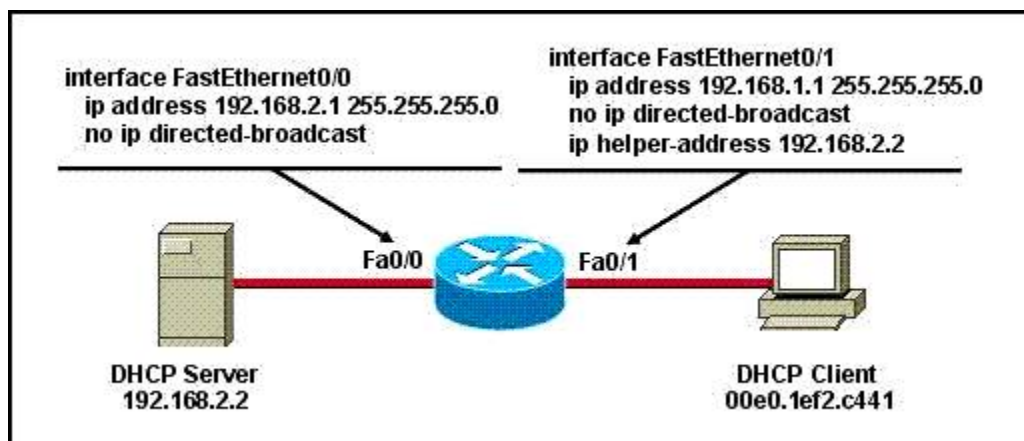 interface FastEthernet0/0
ip address 192.168.2.1 255.255.255.0
no ip directed-broadcast
interface FastEthernet0/1
ip address 192.168.1.1 255.255.255.0
no ip directed-broadcast
ip helper-address 192.168.2.2
Fa0/0
Fa0/1
DHCP Server
192.168.2.2
DHCP Client
00e0.1ef2.c441